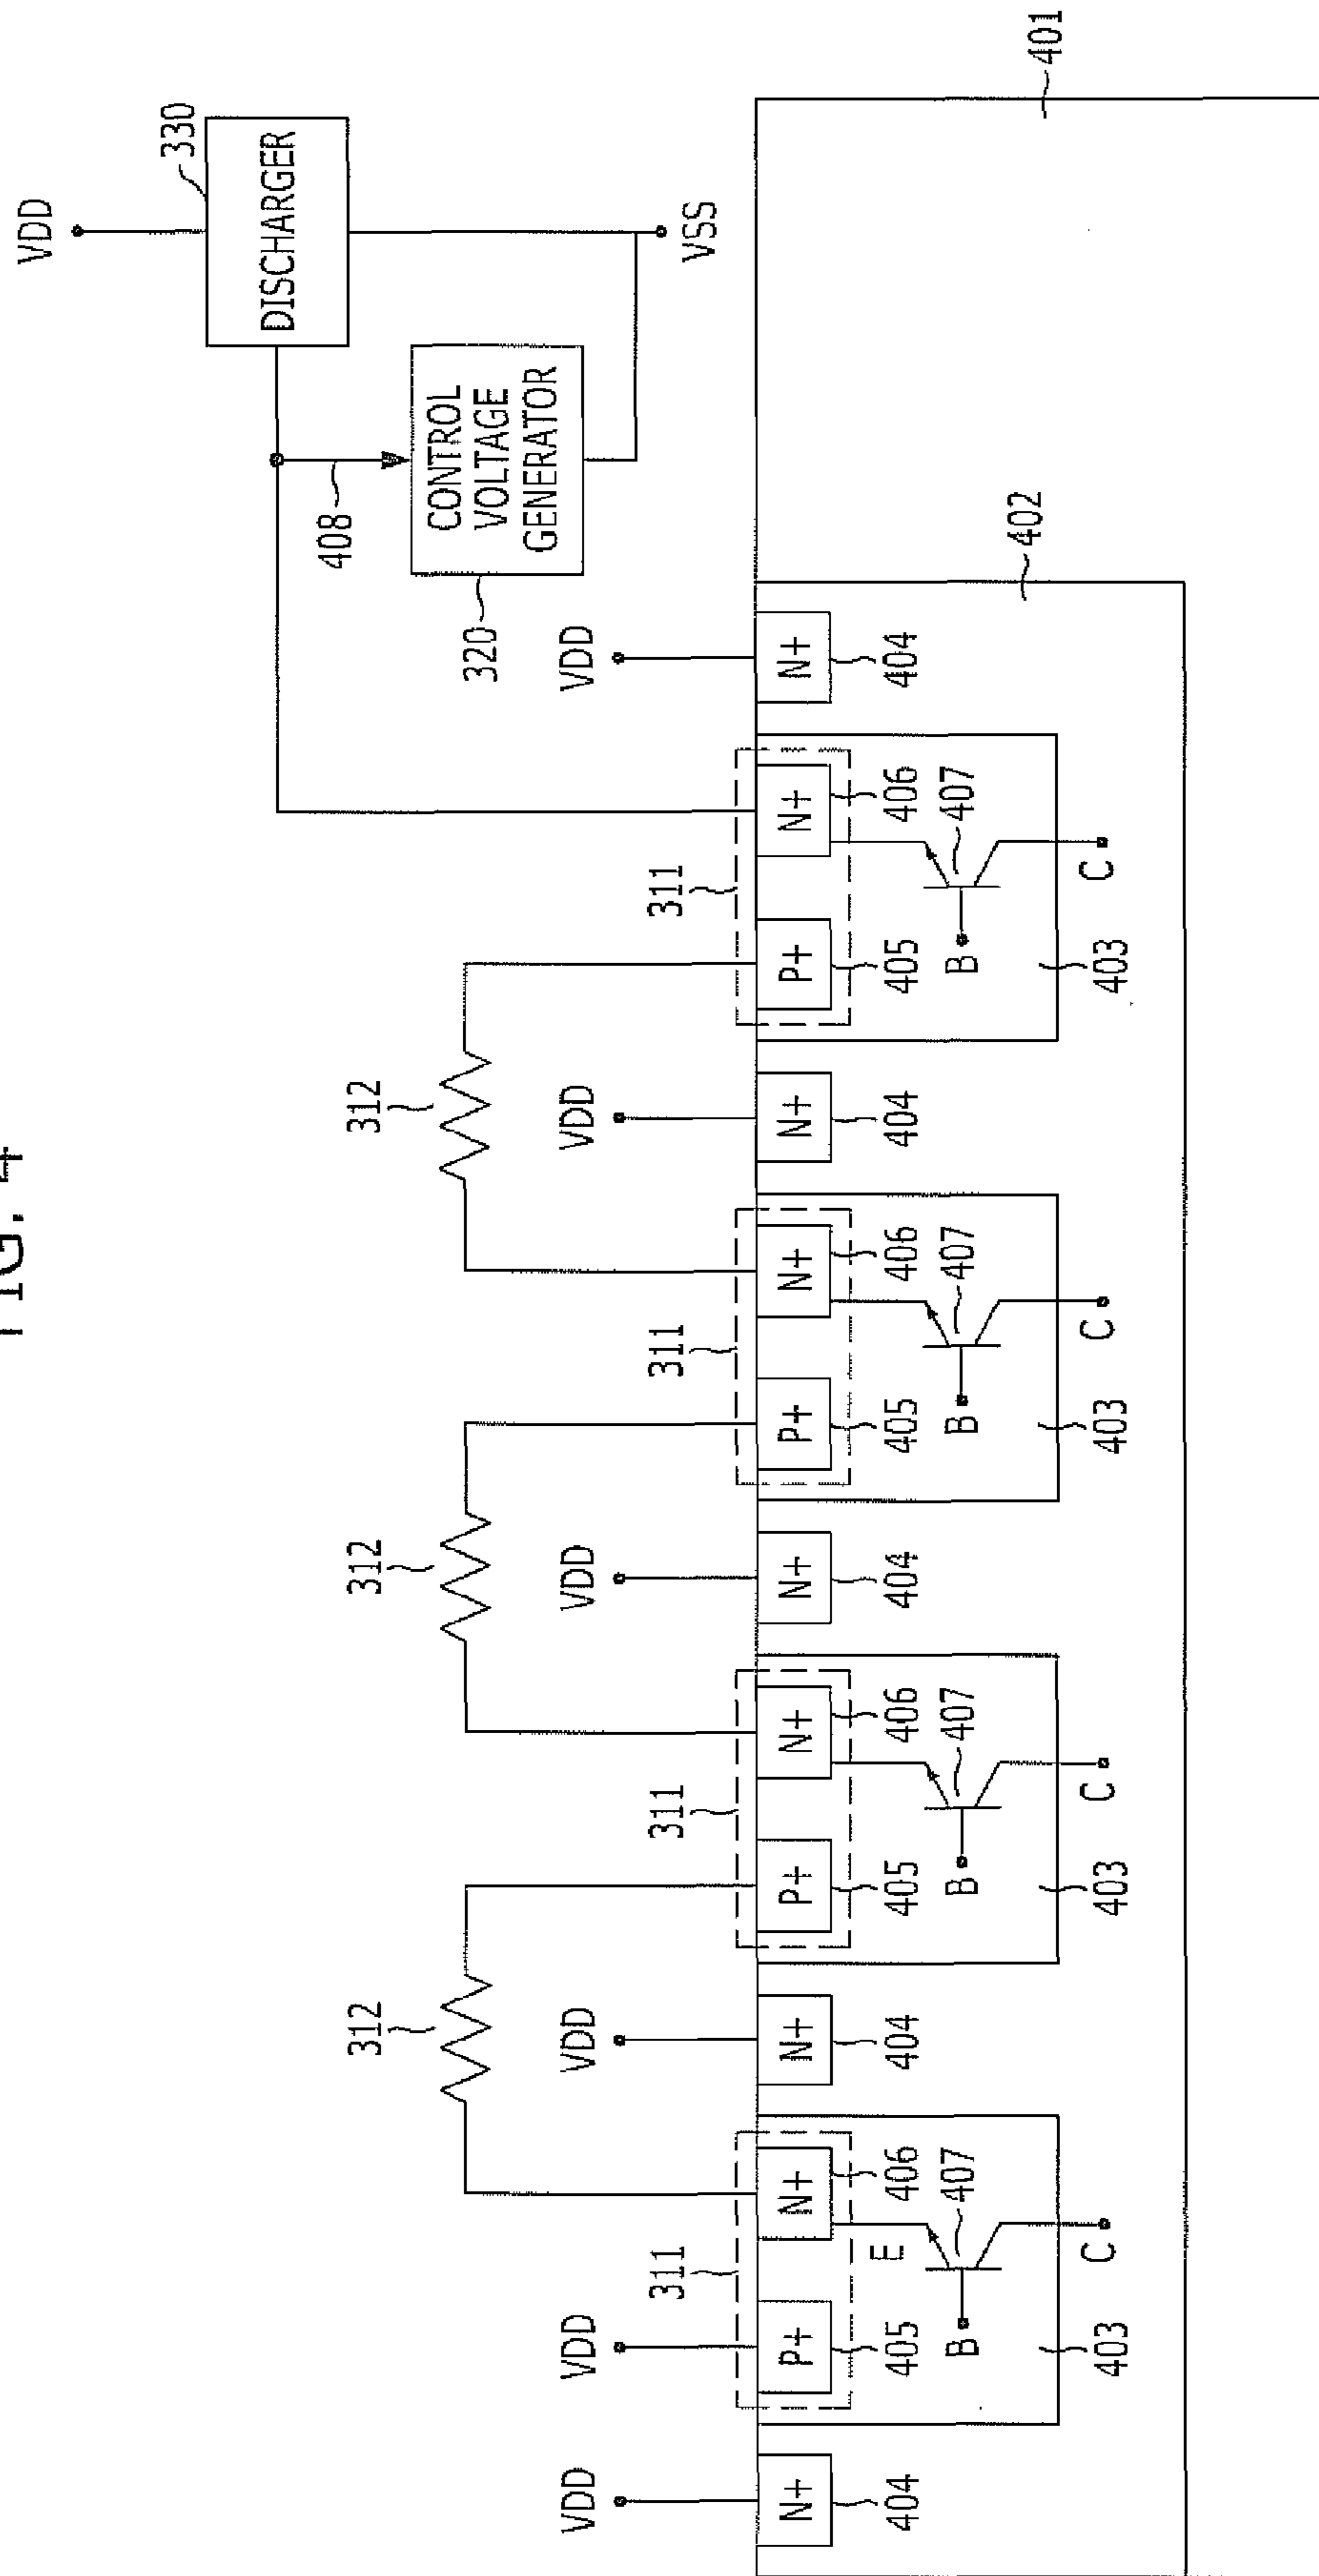 FIG. 4
VDD
330
DISCHARGER
VSS
408
CONTROL
VOLTAGE
GENERATOR
320
312
312
312
VDD
VDD
VDD
VDD
VDD
VDD
311
311
311
311
N+
P+
N+
N+
P+
N+
N+
P+
N+
N+
P+
N+
N+
404
405
406
404
405
406
404
405
406
404
405
406
404
E
407
407
407
407
B
B
B
B
C
C
C
C
403
403
403
403
402
401